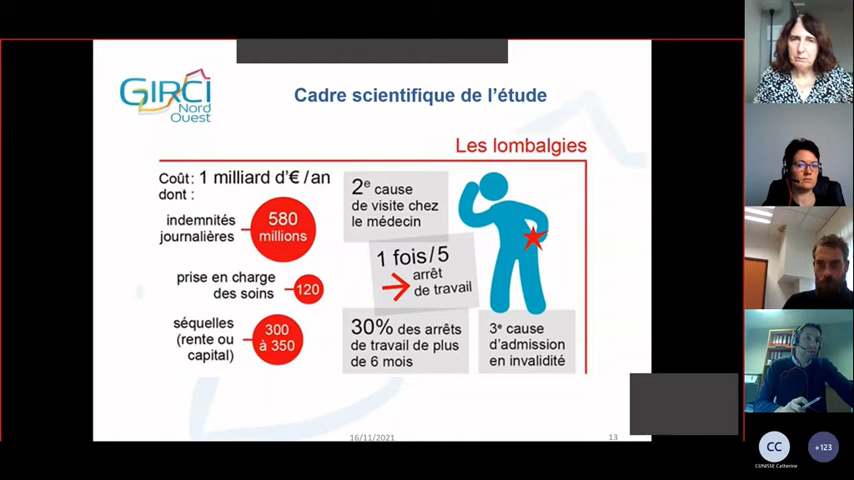 GIRCI
Nord
Ouest
Cadre scientifique de l'étude
Les lombalgies
Coût : 1 milliard d'€ /an
dont :
indemnités
journalières
580
millions
prise en charge
des soins
120
séquelles
(rente ou
capital)
300
à 350
2e cause
de visite chez
le médecin
1 fois/5
arrêt
de travail
30% des arrêts
de travail de plus
de 6 mois
3e cause
d'admission
en invalidité
16/11/2021
13
CC
+123
CUNISSE Catherine